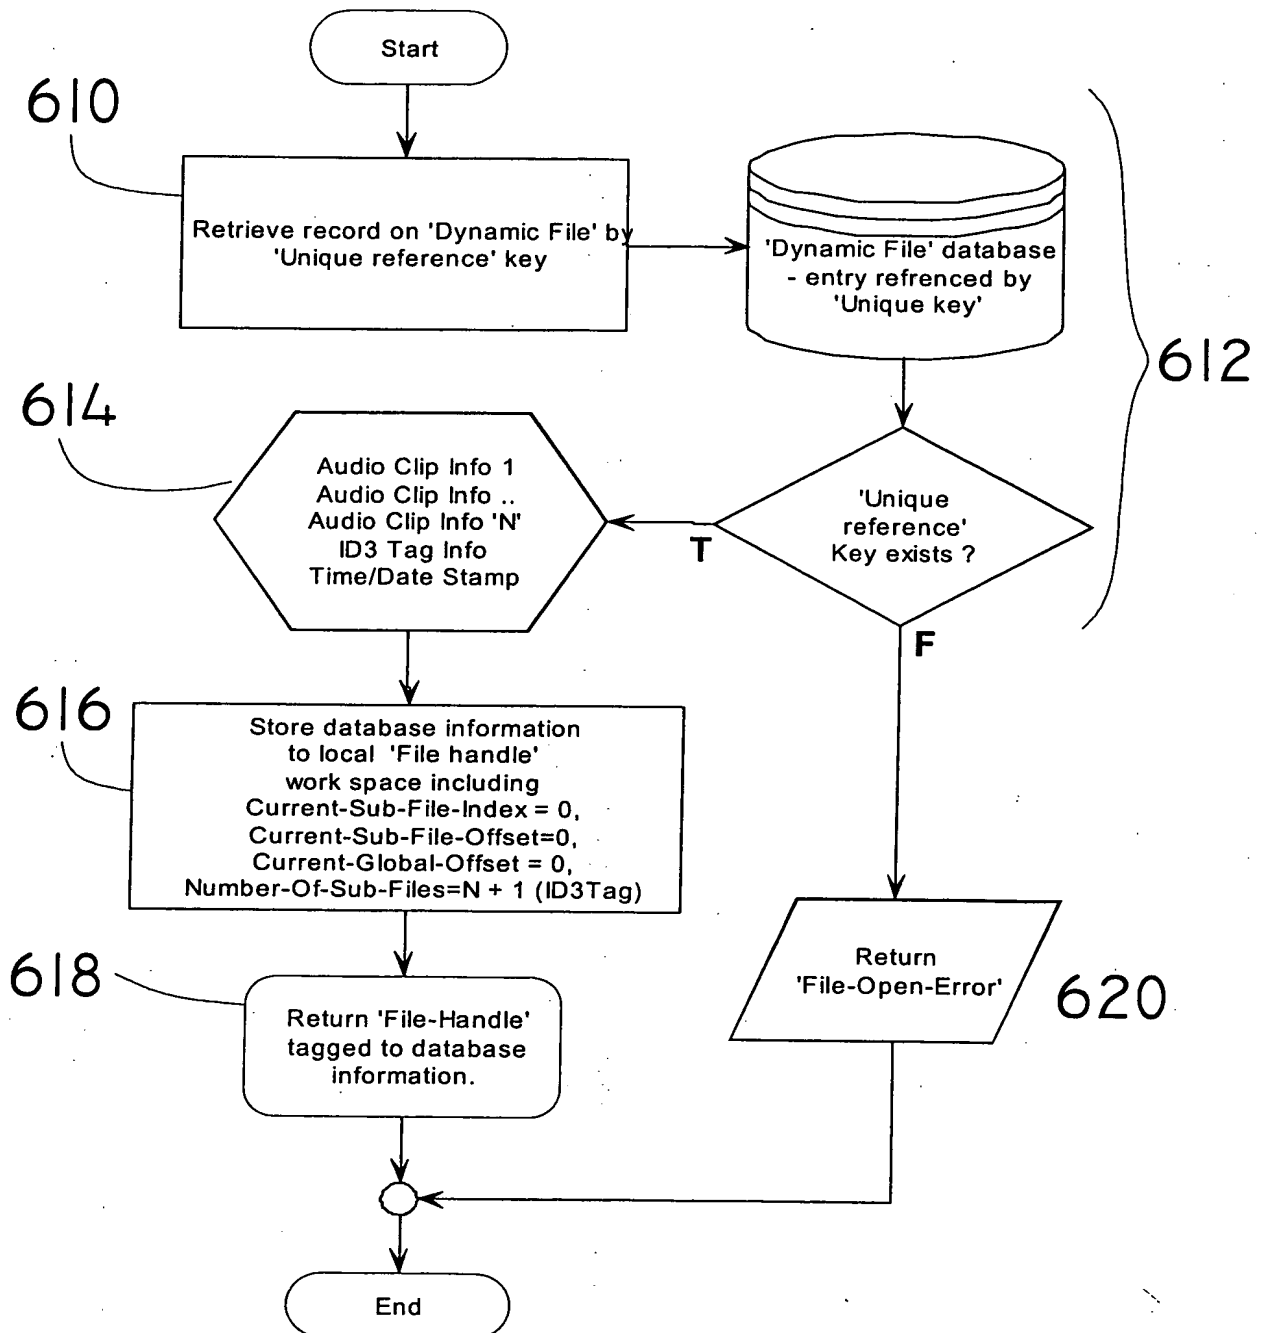 Start
610
Retrieve record on 'Dynamic File' by
'Unique reference' key
'Dynamic File' database
- entry refrenced by
'Unique key'
612
614
Audio Clip Info 1
Audio Clip Info ..
Audio Clip Info 'N'
ID3 Tag Info
Time/Date Stamp
T
'Unique
reference'
Key exists ?
F
616
Store database information
to local 'File handle'
work space including
Current-Sub-File-Index = 0,
Current-Sub-File-Offset=0,
Current-Global-Offset = 0,
Number-Of-Sub-Files=N + 1 (ID3Tag)
618
Return 'File-Handle'
tagged to database
information.
Return
'File-Open-Error'
620
End